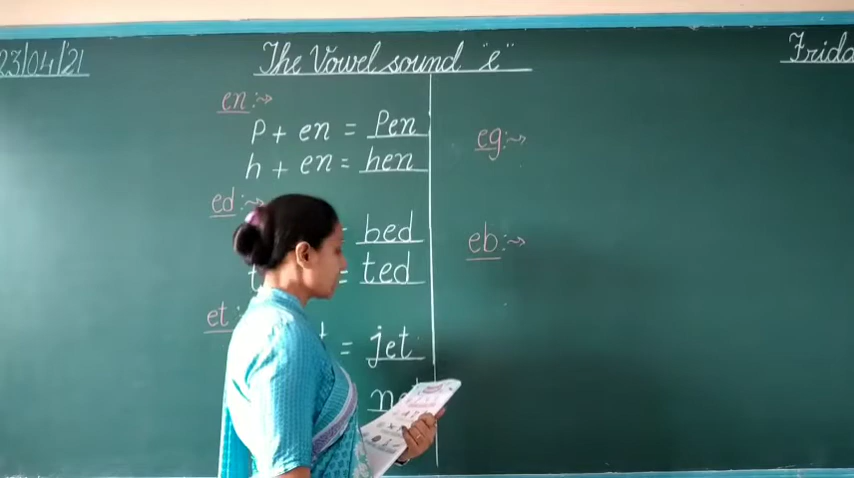 23/04/21
The Vowel sound "e"
Frida
en :→
P + en = Pen
h + en = hen
ed :→
bed
t = ted
et :
t = jet
eg :→
eb :→